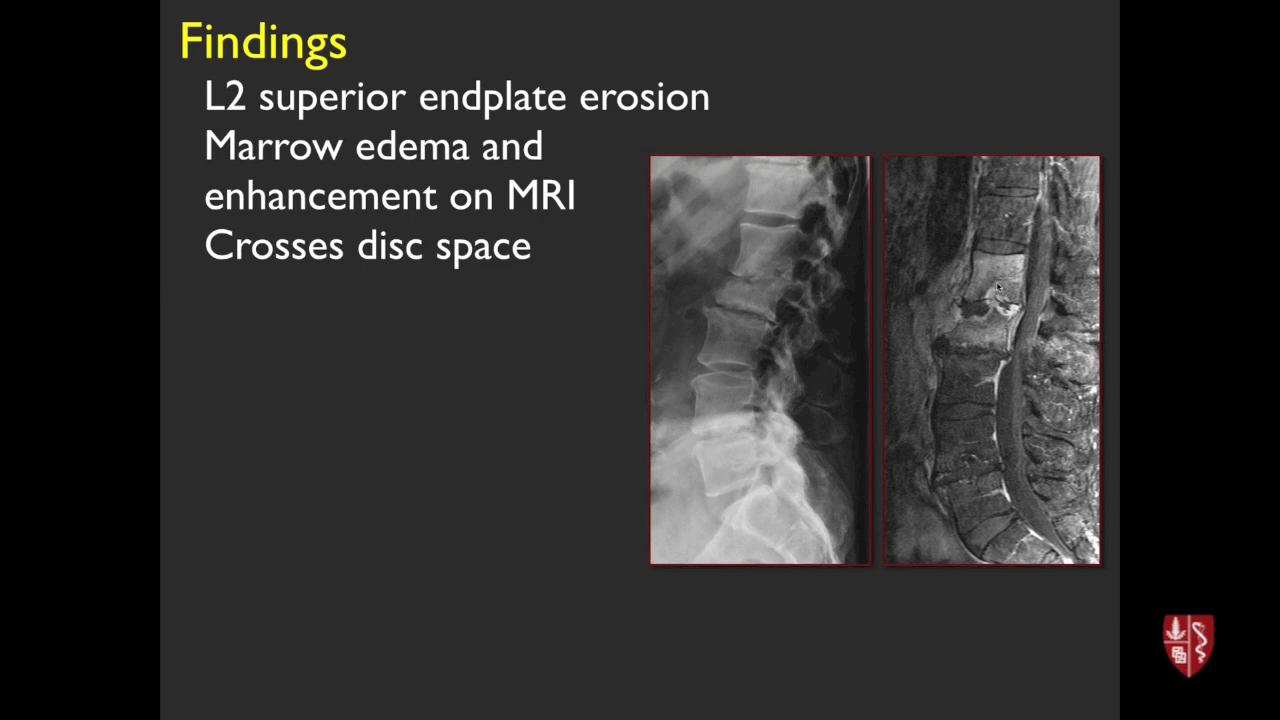 Findings
L2 superior endplate erosion
Marrow edema and
enhancement on MRI
Crosses disc space